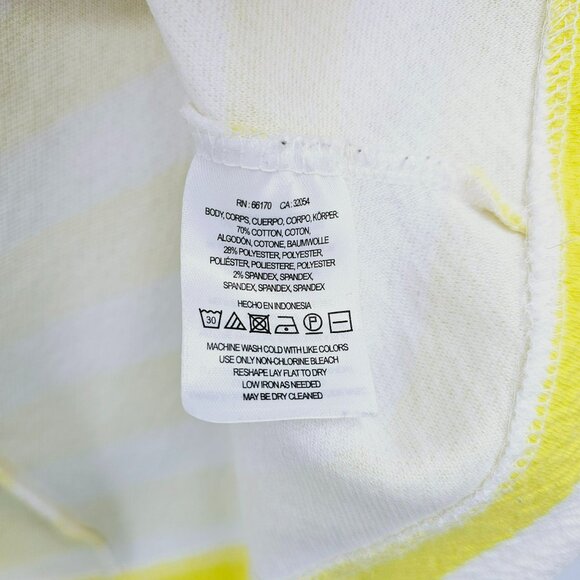 RN : 66170 CA : 32054
BODY, CORPS, CUERPO, CORPO, KÖRPER
70% COTTON, COTON,
ALGODÓN, COTONE, BAUMWOLLE
28% POLYESTER, POLYESTER,
POLIÉSTER, POLIESTERE, POLYESTER
2% SPANDEX, SPANDEX,
SPANDEX, SPANDEX, SPANDEX
HECHO EN INDONESIA
30 P
MACHINE WASH COLD WITH LIKE COLORS
USE ONLY NON-CHLORINE BLEACH
RESHAPE LAY FLAT TO DRY
LOW IRON AS NEEDED
MAY BE DRY CLEANED